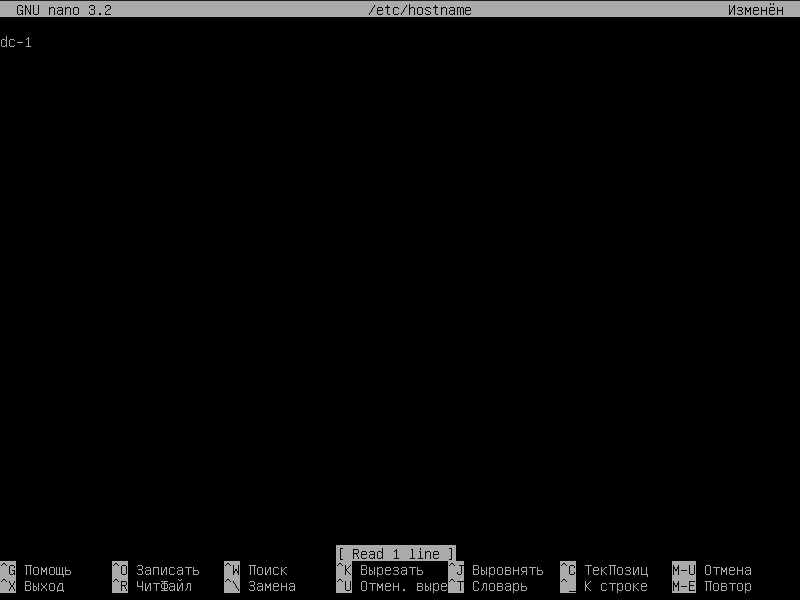 GNU nano 3.2 /etc/hostname Изменён
dc-1
[ Read 1 line ]
^G Помощь ^O Записать ^W Поиск ^K Вырезать ^J Выровнять ^C ТекПозиц M-U Отмена
^X Выход ^R ЧитФайл ^\ Замена ^U Отмен. выре ^T Словарь ^_ К строке M-E Повтор